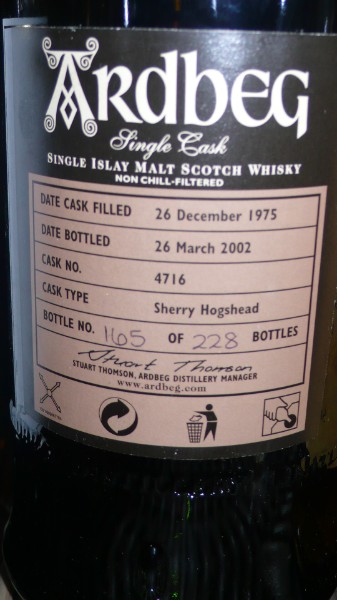 ARDBEG
Single Cask
SINGLE ISLAY MALT SCOTCH WHISKY
NON CHILL-FILTERED
DATE CASK FILLED 26 December 1975
DATE BOTTLED 26 March 2002
CASK NO. 4716
CASK TYPE Sherry Hogshead
BOTTLE NO. 165 OF 228 BOTTLES
Stuart Thomson
STUART THOMSON, ARDBEG DISTILLERY MANAGER
www.ardbeg.com